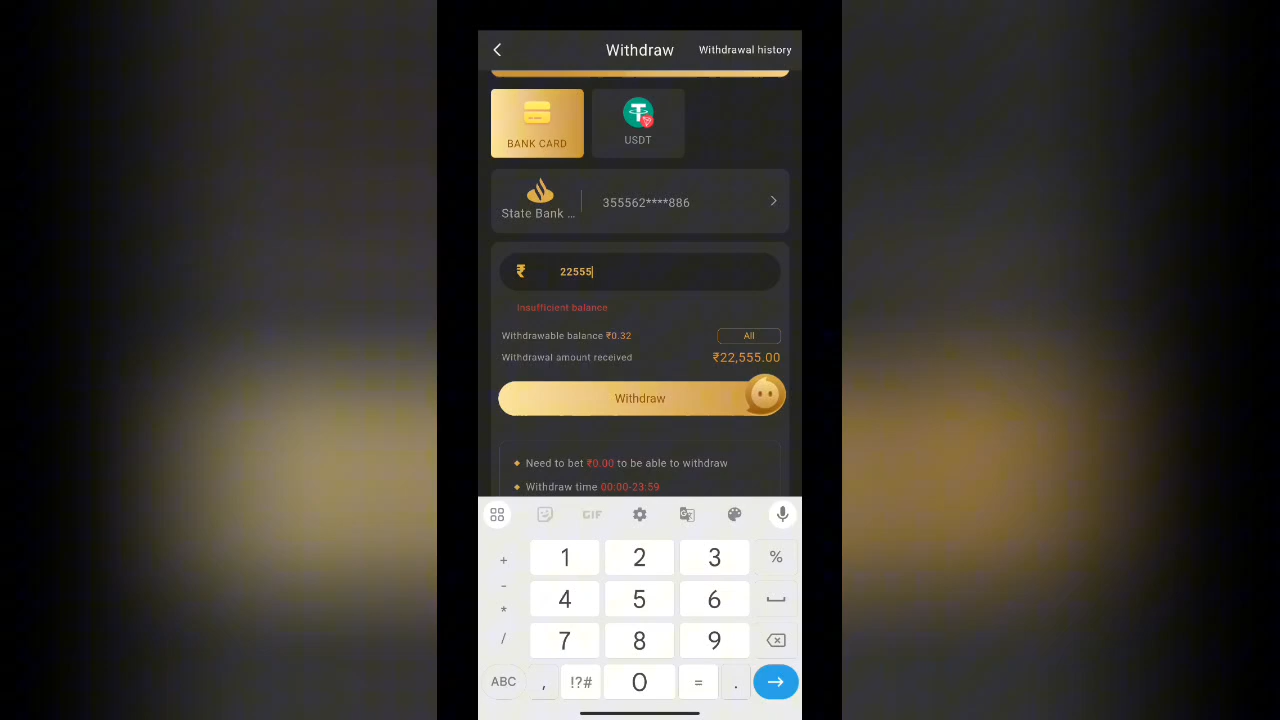 Withdraw
Withdrawal history
BANK CARD
USDT
State Bank ...
355562****886
₹ 22555
Insufficient balance
Withdrawable balance ₹0.32
All
Withdrawal amount received
₹22,555.00
Withdraw
Need to bet ₹0.00 to be able to withdraw
Withdraw time 00:00-23:59
GIF
+ 1 2 3 %
-
* 4 5 6
/ 7 8 9
ABC , !?# 0 = .